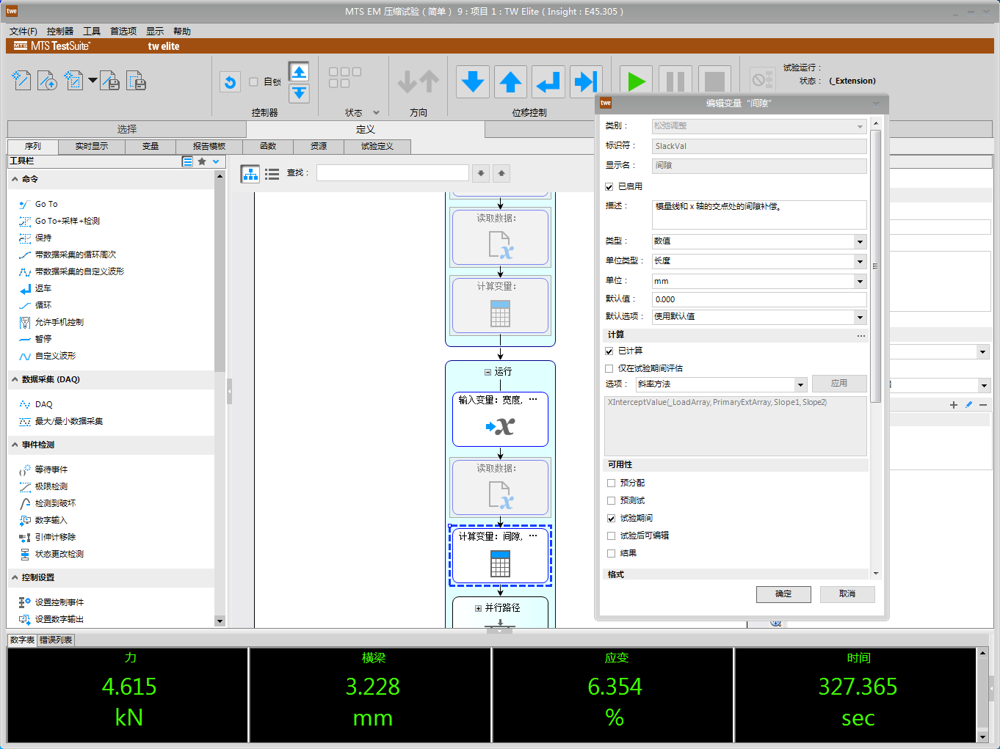 twe
MTS EM 压缩试验 ( 简单 ) 9 : 项目 1 : TW Elite ( Insight : E45.305 )
文件(F) 控制器 工具 首选项 显示 帮助
MTS MTS TestSuite™ tw elite
自锁
控制器
状态
方向
位移控制
试验运行 :
状态 : (_Extension)
选择
定义
序列 实时显示 变量 报告模板 函数 资源 试验定义
工具栏
命令
Go To
Go To+采样+检测
保持
带数据采集的循环周次
带数据采集的自定义波形
返车
循环
允许手机控制
暂停
自定义波形
数据采集 (DAQ)
DAQ
最大/最小数据采集
事件检测
等待事件
极限检测
检测到破坏
数字输入
引伸计移除
状态更改检测
控制设置
设置控制事件
设置数字输出
查找 :
读取数据:
计算变量:
运行
输入变量: 宽度, ···
读取数据:
计算变量: 间隙, ···
并行路径
twe
编辑变量 “间隙”
类别 : 松弛调整
标识符 : SlackVal
显示名 : 间隙
已启用
描述 : 模量线和 x 轴的交点处的间隙补偿。
类型 : 数值
单位类型 : 长度
单位 : mm
默认值 : 0.000
默认选项 : 使用默认值
计算 ...
已计算
仅在试验期间评估
选项 : 斜率方法 应用
XInterceptValue(_LoadArray, PrimaryExtArray, Slope1, Slope2)
可用性
预分配
预测试
试验期间
试验后可编辑
结果
格式
确定 取消
数字表 错误列表
力
4.615
kN
横梁
3.228
mm
应变
6.354
%
时间
327.365
sec